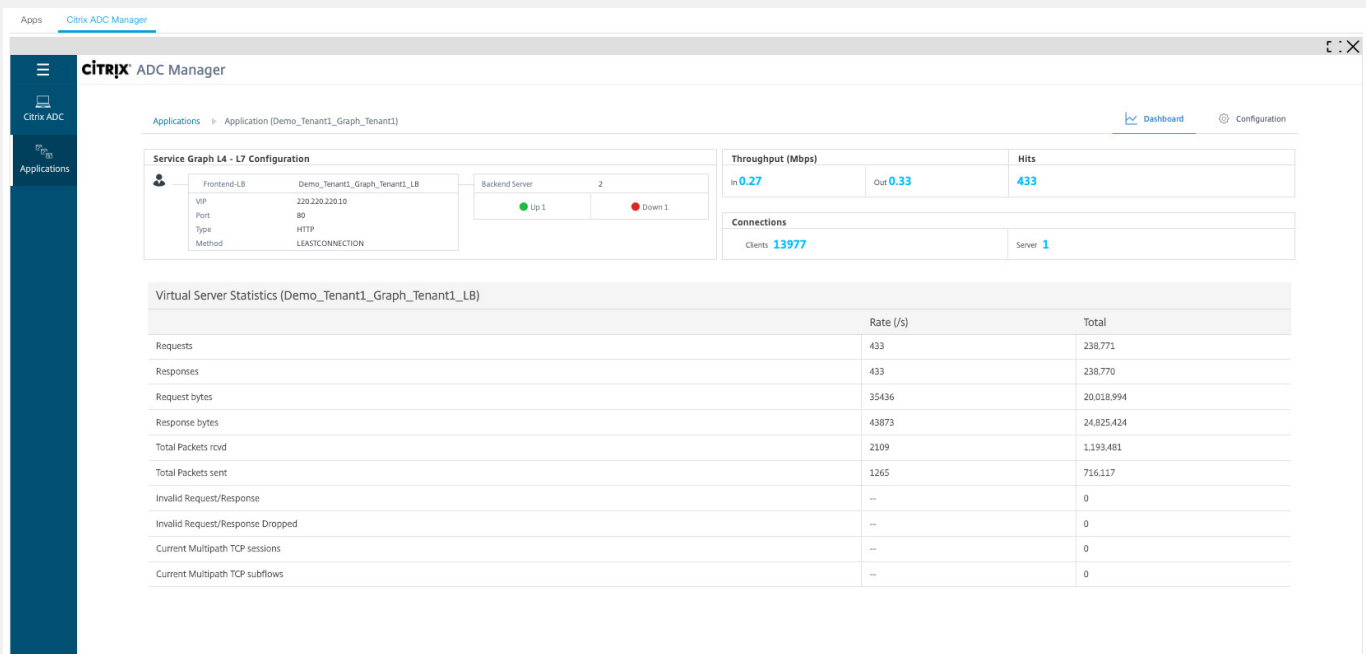 Apps Citrix ADC Manager
CİTRIX ADC Manager
Citrix ADC
Applications
Applications Application (Demo_Tenant1_Graph_Tenant1) Dashboard Configuration
Service Graph L4 - L7 Configuration
Frontend-LB Demo_Tenant1_Graph_Tenant1_LB
VIP 220.220.220.10
Port 80
Type HTTP
Method LEASTCONNECTION
Backend Server 2
Up 1 Down 1
Throughput (Mbps) Hits
In 0.27 Out 0.33 433
Connections
Clients 13977 Server 1
Virtual Server Statistics (Demo_Tenant1_Graph_Tenant1_LB)
Rate (/s) Total
Requests 433 238,771
Responses 433 238,770
Request bytes 35436 20,018,994
Response bytes 43873 24,825,424
Total Packets rcvd 2109 1,193,481
Total Packets sent 1265 716,117
Invalid Request/Response -- 0
Invalid Request/Response Dropped -- 0
Current Multipath TCP sessions -- 0
Current Multipath TCP subflows -- 0